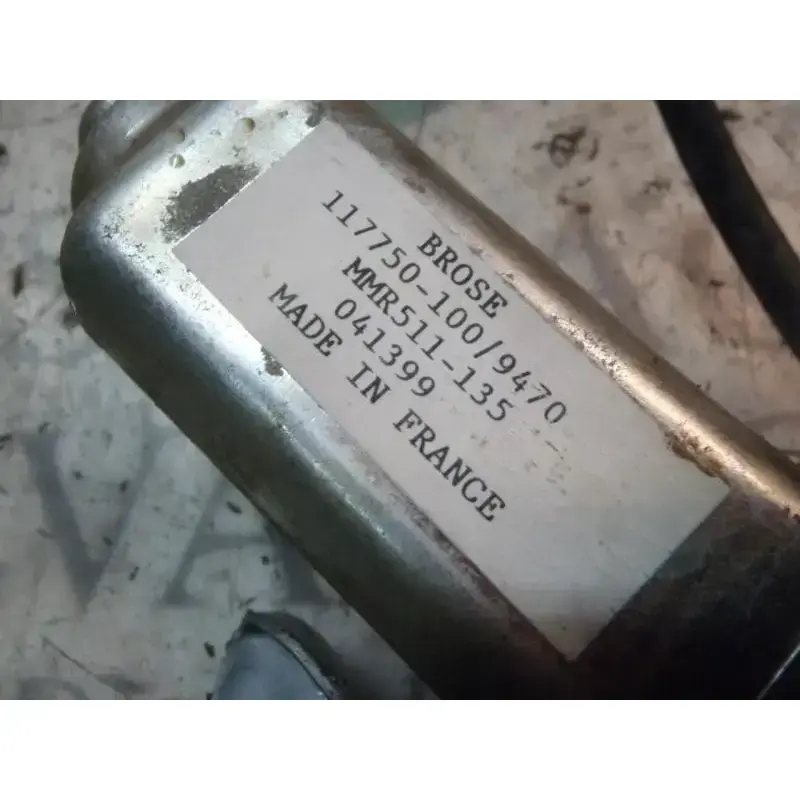 BROSE
117750-100/9470
MMR511-135
041399
MADE IN FRANCE